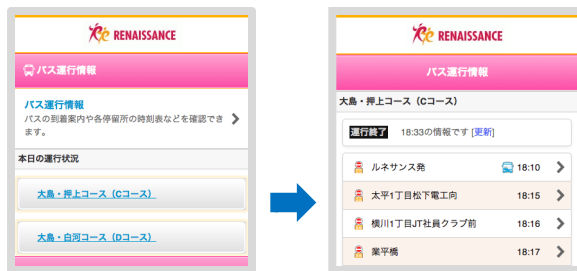 RENAISSANCE
バス運行情報
バス運行情報
バスの到着案内や各停留所の時刻表などを確認でき
ます。
本日の運行状況
大島・押上コース（Cコース）
大島・白河コース（Dコース）
RENAISSANCE
バス運行情報
大島・押上コース（Cコース）
運行終了 18:33の情報です [更新]
ルネサンス発 18:10
太平1丁目松下電工向 18:15
横川1丁目JT社員クラブ前 18:16
業平橋 18:17